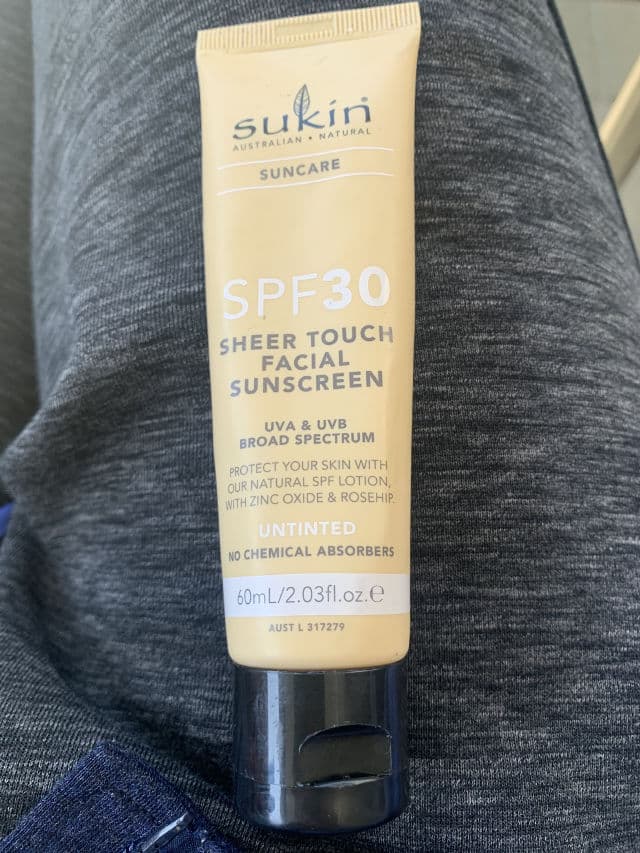 sukin
AUSTRALIAN • NATURAL
SUNCARE
SPF30
SHEER TOUCH
FACIAL
SUNSCREEN
UVA & UVB
BROAD SPECTRUM
PROTECT YOUR SKIN WITH
OUR NATURAL SPF LOTION,
WITH ZINC OXIDE & ROSEHIP.
UNTINTED
NO CHEMICAL ABSORBERS
60mL/2.03fl.oz.℮
AUST L 317279